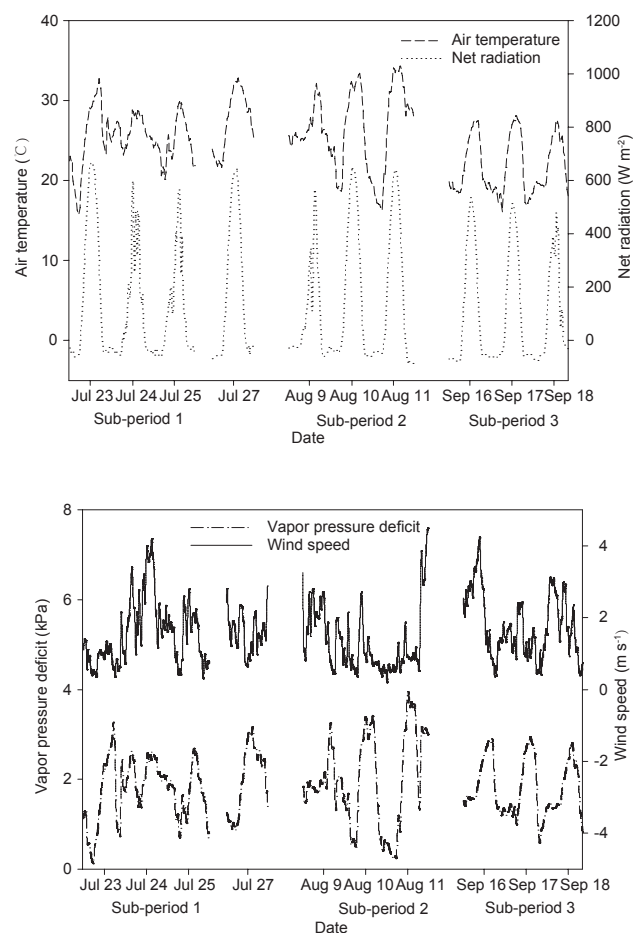 40
30
20
10
0
Air temperature (℃)
1200
1000
800
600
400
200
0
Net radiation (W m-2)
Air temperature
Net radiation
Jul 23 Jul 24 Jul 25 Jul 27 Aug 9 Aug 10 Aug 11 Sep 16 Sep 17 Sep 18
Sub-period 1 Sub-period 2 Sub-period 3
Date
8
6
4
2
0
Vapor pressure deficit (kPa)
4
2
0
-2
-4
Wind speed (m s-1)
Vapor pressure deficit
Wind speed
Jul 23 Jul 24 Jul 25 Jul 27 Aug 9 Aug 10 Aug 11 Sep 16 Sep 17 Sep 18
Sub-period 1 Sub-period 2 Sub-period 3
Date